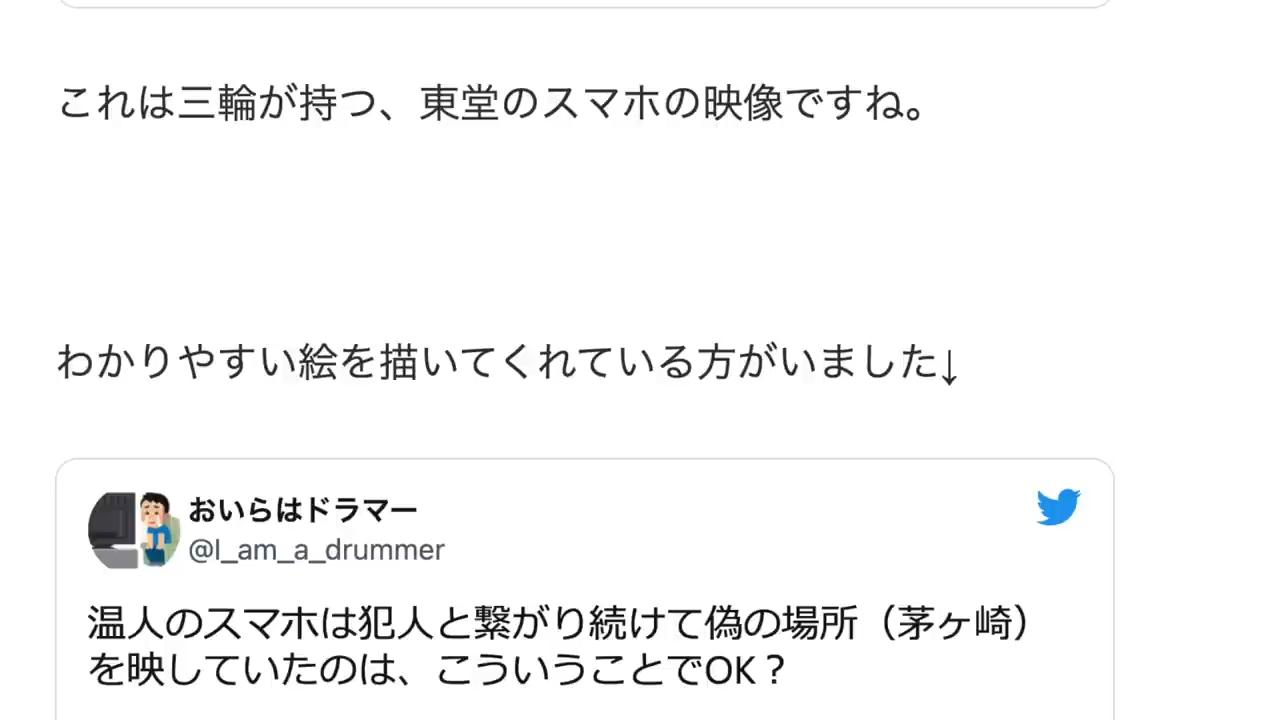 これは三輪が持つ、東堂のスマホの映像ですね。
わかりやすい絵を描いてくれている方がいました↓
おいらはドラマー
@I_am_a_drummer
温人のスマホは犯人と繋がり続けて偽の場所（茅ヶ崎）
を映していたのは、こういうことでOK？